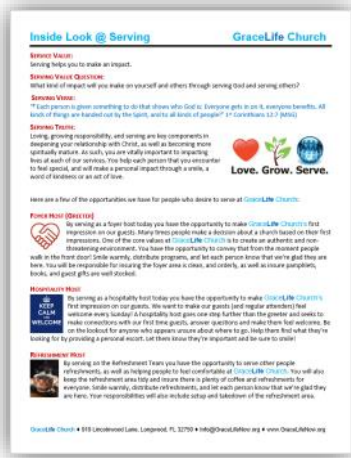 Inside Look @ Serving GraceLife Church
SERVICE VALUE:
Serving helps you to make an impact.
SERVING VALUE QUESTION:
What kind of impact will you make on yourself and others through serving God and serving others?
SERVING VERSE:
"Each person is given something to do that shows who God is: Everyone gets in on it, everyone benefits. All
kinds of things are handed out by the Spirit, and to all kinds of people!" 1st Corinthians 12:7 (MSG)
SERVING TRUTH:
Loving, growing responsibility, and serving are key components in
deepening your relationship with Christ, as well as becoming more
spiritually mature. As such, you are vitally important to impacting
lives at each of our services. You help each person that you encounter
to feel special, and will make a personal impact through a smile, a
word of kindness or an act of love.
Love. Grow. Serve.
Here are a few of the opportunities we have for people who desire to serve at GraceLife Church:
FOYER HOST (GREETER)
By serving as a foyer host today you have the opportunity to make GraceLife Church's first
impression on our guests. Many times people make a decision about a church based on their first
impressions. One of the core values at GraceLife Church is to create an authentic and non-
threatening environment. You have the opportunity to convey that from the moment people
walk in the front door! Smile warmly, distribute programs, and let each person know that we're glad they are
here. You will be responsible for insuring the foyer area is clean, and orderly, as well as insure pamphlets,
books, and guest gifts are well stocked.
HOSPITALITY HOST
KEEP
CALM
AND
WELCOME
By serving as a hospitality host today you have the opportunity to make GraceLife Church's
first impression on our guests. We want to make our guests (and regular attenders) feel
welcome every Sunday! A hospitality host goes one step further than the greeter and seeks to
make connections with our first time guests, answer questions and make them feel welcome. Be
on the lookout for anyone who appears unsure about where to go. Help them find what they're
looking for by providing a personal escort. Let them know they're important and be sure to smile!
REFRESHMENT HOST
By serving on the Refreshment Team you have the opportunity to serve other people
refreshments, as well as helping people to feel comfortable at GraceLife Church. You will also
keep the refreshment area tidy and insure there is plenty of coffee and refreshments for
everyone. Smile warmly, distribute refreshments, and let each person know that we're glad they
are here. Your responsibilities will also include setup and takedown of the refreshment area.
GraceLife Church ♦ 515 Lincolnwood Lane, Longwood, FL 32750 ♦ Info@GraceLifeNow.org ♦ www.GraceLifeNow.org